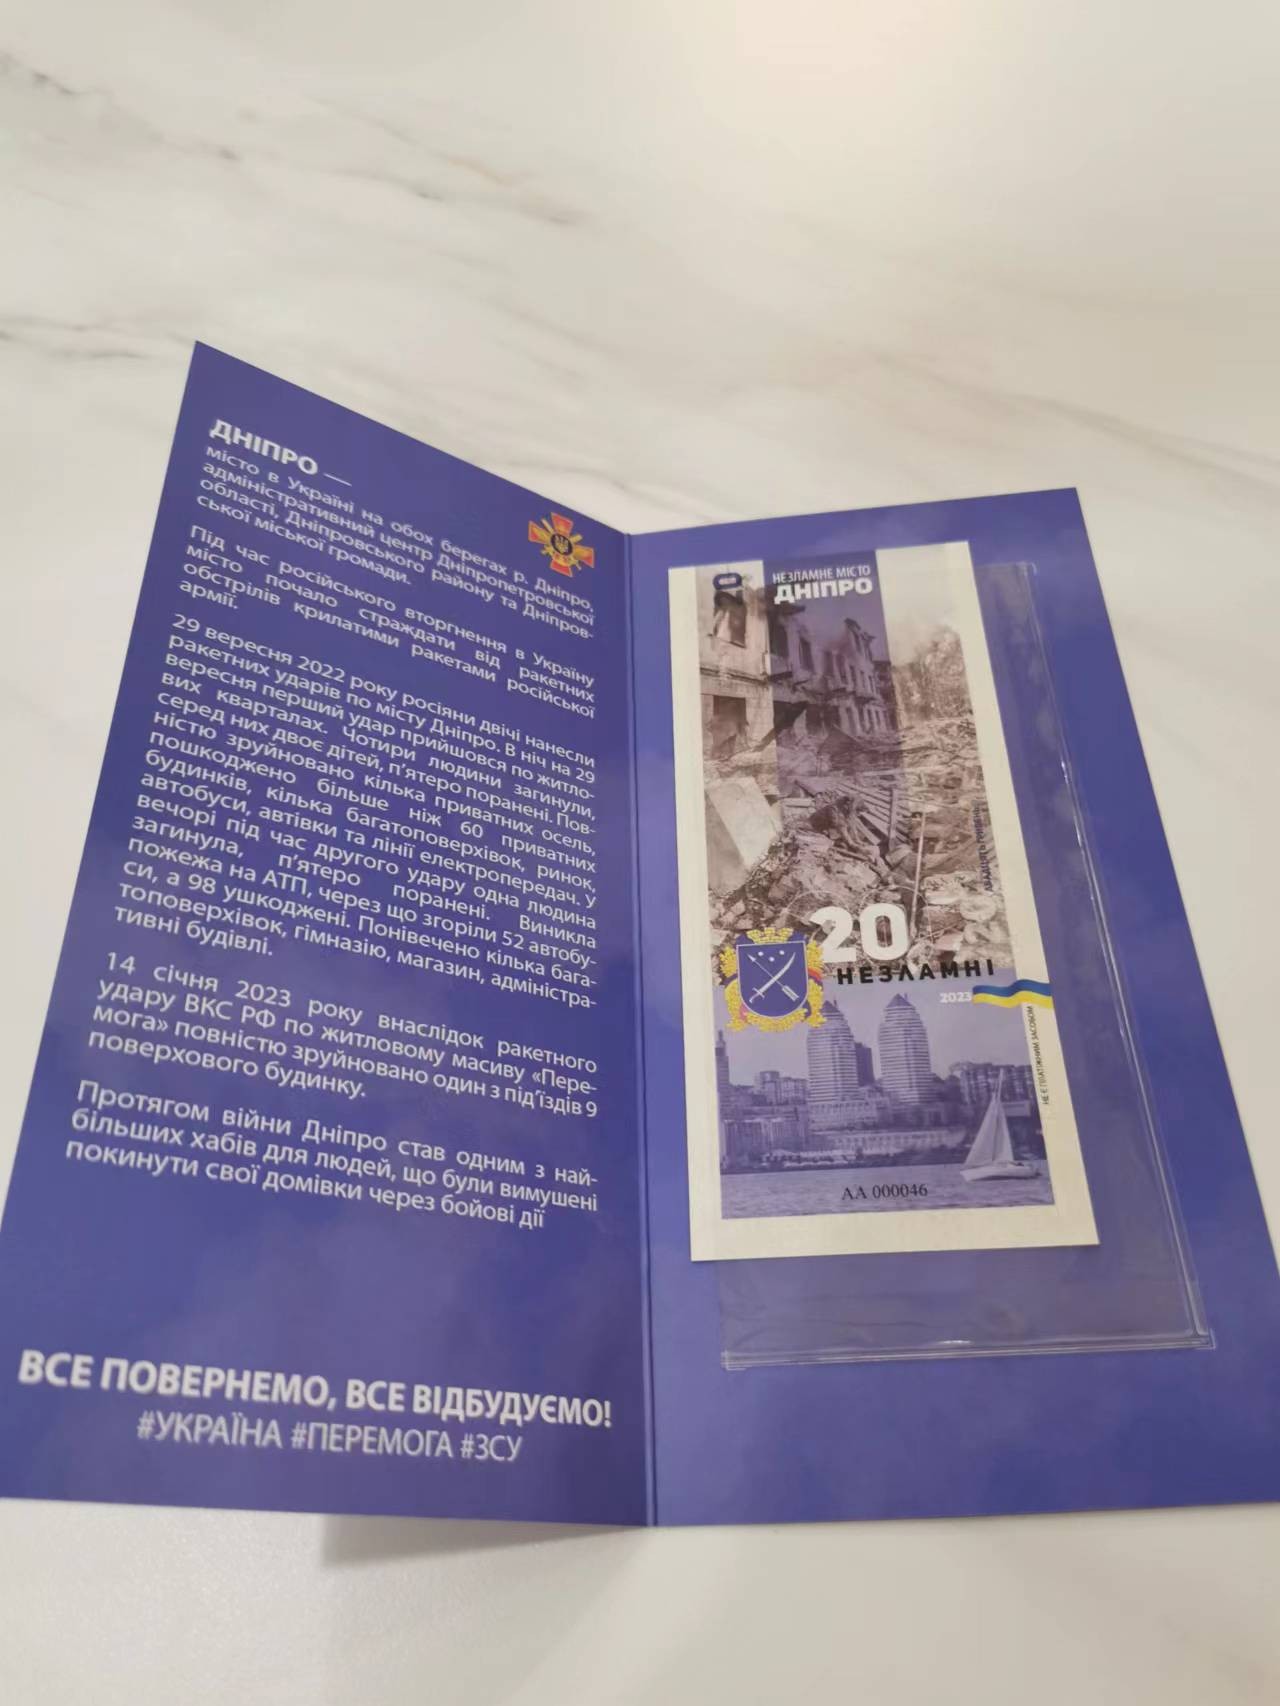 ДНІПРО —
місто в Україні на обох берегах р. Дніпро,
адміністративний центр Дніпропетровської
області, Дніпровського району та Дніпров-
ської міської громади.
Під час російського вторгнення в Україну
місто почало страждати від ракетних
обстрілів крилатими ракетами російської
армії.
29 вересня 2022 року росіяни двічі нанесли
ракетних ударів по місту Дніпро. В ніч на 29
вересня перший удар прийшовся по житло-
вих кварталах. Чотири людини загинули,
серед них двоє дітей, п'ятеро поранені. Пов-
ністю зруйновано кілька приватних осель,
пошкоджено більше ніж 60 приватних
будинків, кілька багатоповерхівок, ринок,
автобуси, автівки та лінії електропередач. У
вечорі під час другого удару одна людина
загинула, п'ятеро поранені. Виникла
пожежа на АТП, через що згоріли 52 автобу-
си, а 98 ушкоджені. Понівечено кілька бага-
топоверхівок, гімназію, магазин, адміністра-
тивні будівлі.
14 січня 2023 року внаслідок ракетного
удару ВКС РФ по житловому масиву «Пере-
мога» повністю зруйновано один з під'їздів 9
поверхового будинку.
Протягом війни Дніпро став одним з най-
більших хабів для людей, що були вимушені
покинути свої домівки через бойові дії
ВСЕ ПОВЕРНЕМО, ВСЕ ВІДБУДУЄМО!
#УКРАЇНА #ПЕРЕМОГА #ЗСУ
20
НЕЗЛАМНЕ МІСТО
ДНІПРО
ДВАДЦЯТЬ ГРИВЕНЬ
20
НЕЗЛАМНІ
2023
НЕ Є ПЛАТІЖНИМ ЗАСОБОМ
АА 000046